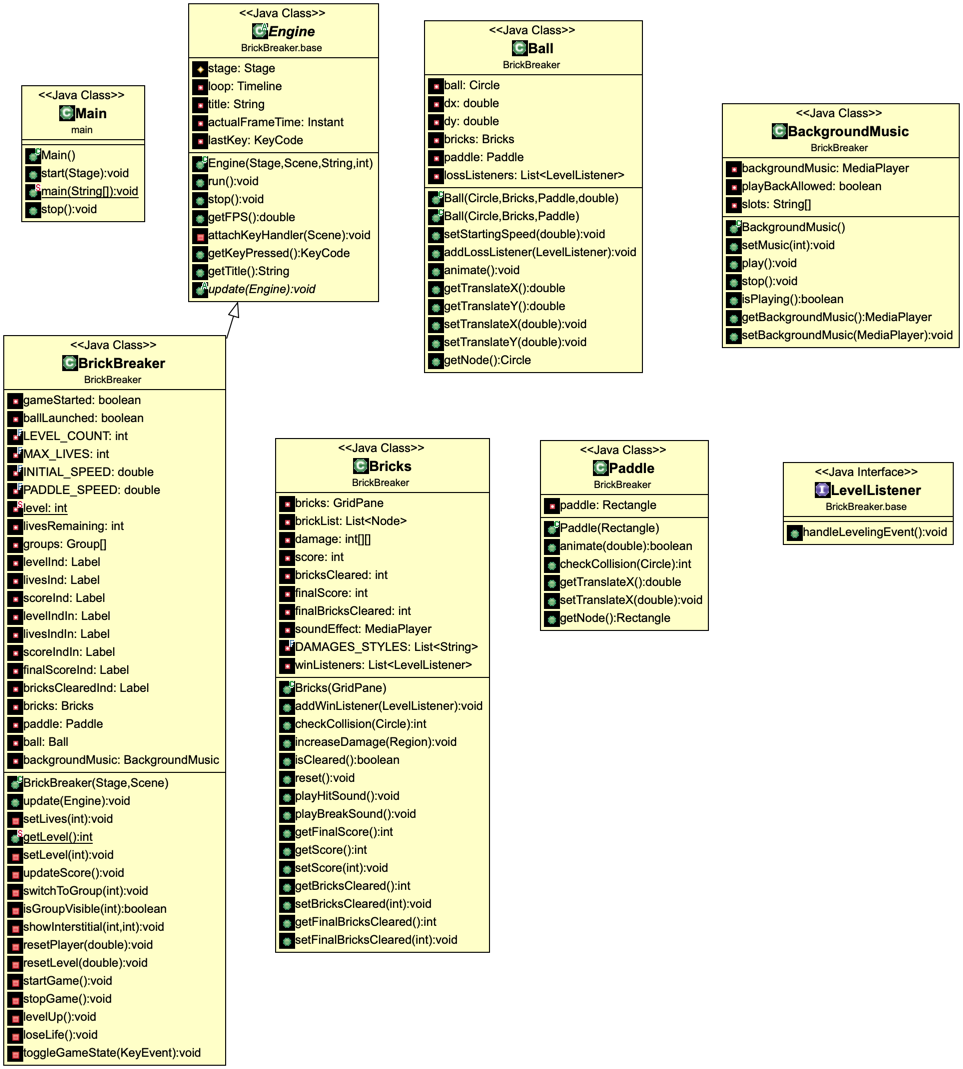 <<Java Class>>
Main
main
Main()
start(Stage):void
main(String[]):void
stop():void
<<Java Class>>
Engine
BrickBreaker.base
stage: Stage
loop: Timeline
title: String
actualFrameTime: Instant
lastKey: KeyCode
Engine(Stage,Scene,String,int)
run():void
stop():void
getFPS():double
attachKeyHandler(Scene):void
getKeyPressed():KeyCode
getTitle():String
update(Engine):void
<<Java Class>>
Ball
BrickBreaker
ball: Circle
dx: double
dy: double
bricks: Bricks
paddle: Paddle
lossListeners: List<LevelListener>
Ball(Circle,Bricks,Paddle,double)
Ball(Circle,Bricks,Paddle)
setStartingSpeed(double):void
addLossListener(LevelListener):void
animate():void
getTranslateX():double
getTranslateY():double
setTranslateX(double):void
setTranslateY(double):void
getNode():Circle
<<Java Class>>
BackgroundMusic
BrickBreaker
backgroundMusic: MediaPlayer
playBackAllowed: boolean
slots: String[]
BackgroundMusic()
setMusic(int):void
play():void
stop():void
isPlaying():boolean
getBackgroundMusic():MediaPlayer
setBackgroundMusic(MediaPlayer):void
<<Java Class>>
BrickBreaker
BrickBreaker
gameStarted: boolean
ballLaunched: boolean
LEVEL_COUNT: int
MAX_LIVES: int
INITIAL_SPEED: double
PADDLE_SPEED: double
level: int
livesRemaining: int
groups: Group[]
levelInd: Label
livesInd: Label
scoreInd: Label
levelIndIn: Label
livesIndIn: Label
scoreIndIn: Label
finalScoreInd: Label
bricksClearedInd: Label
bricks: Bricks
paddle: Paddle
ball: Ball
backgroundMusic: BackgroundMusic
BrickBreaker(Stage,Scene)
update(Engine):void
setLives(int):void
getLevel():int
setLevel(int):void
updateScore():void
switchToGroup(int):void
isGroupVisible(int):boolean
showInterstitial(int,int):void
resetPlayer(double):void
resetLevel(double):void
startGame():void
stopGame():void
levelUp():void
loseLife():void
toggleGameState(KeyEvent):void
<<Java Class>>
Bricks
BrickBreaker
bricks: GridPane
brickList: List<Node>
damage: int[][]
score: int
bricksCleared: int
finalScore: int
finalBricksCleared: int
soundEffect: MediaPlayer
DAMAGES_STYLES: List<String>
winListeners: List<LevelListener>
Bricks(GridPane)
addWinListener(LevelListener):void
checkCollision(Circle):int
increaseDamage(Region):void
isCleared():boolean
reset():void
playHitSound():void
playBreakSound():void
getFinalScore():int
getScore():int
setScore(int):void
getBricksCleared():int
setBricksCleared(int):void
getFinalBricksCleared():int
setFinalBricksCleared(int):void
<<Java Class>>
Paddle
BrickBreaker
paddle: Rectangle
Paddle(Rectangle)
animate(double):boolean
checkCollision(Circle):int
getTranslateX():double
setTranslateX(double):void
getNode():Rectangle
<<Java Interface>>
LevelListener
BrickBreaker.base
handleLevelingEvent():void